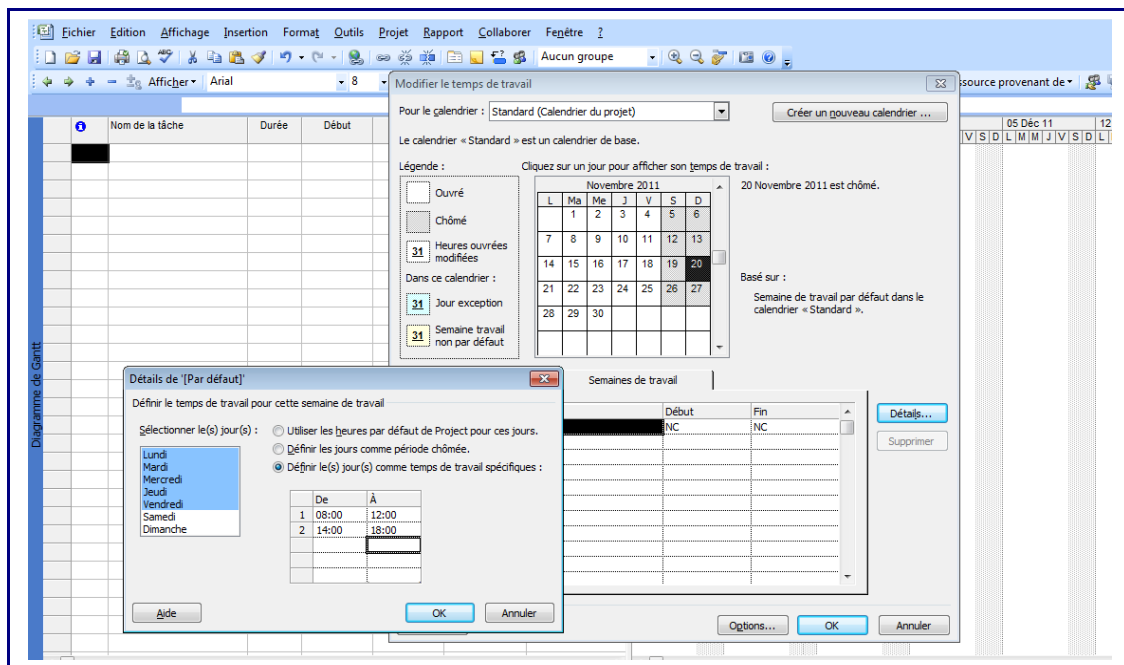 Fichier Edition Affichage Insertion Format Outils Projet Rapport Collaborer Fenêtre ?
Aucun groupe
Afficher Arial 8
ssource provenant de
Modifier le temps de travail
Pour le calendrier : Standard (Calendrier du projet)
Créer un nouveau calendrier ...
Le calendrier « Standard » est un calendrier de base.
Légende :
Ouvré
Chômé
31 Heures ouvrées modifiées
Dans ce calendrier :
31 Jour exception
31 Semaine travail non par défaut
Cliquez sur un jour pour afficher son temps de travail :
Novembre 2011
L Ma Me J V S D
1 2 3 4 5 6
7 8 9 10 11 12 13
14 15 16 17 18 19 20
21 22 23 24 25 26 27
28 29 30
20 Novembre 2011 est chômé.
Basé sur :
Semaine de travail par défaut dans le
calendrier « Standard ».
Nom de la tâche Durée Début
05 Déc 11 12
V S D L M M J V S D L
Diagramme de Gantt
Semaines de travail
Début Fin
NC NC
Détails...
Supprimer
Options... OK Annuler
Détails de '[Par défaut]'
Définir le temps de travail pour cette semaine de travail
Sélectionner le(s) jour(s) :
Lundi
Mardi
Mercredi
Jeudi
Vendredi
Samedi
Dimanche
Utiliser les heures par défaut de Project pour ces jours.
Définir les jours comme période chômée.
Définir le(s) jour(s) comme temps de travail spécifiques :
De À
1 08:00 12:00
2 14:00 18:00
Aide OK Annuler